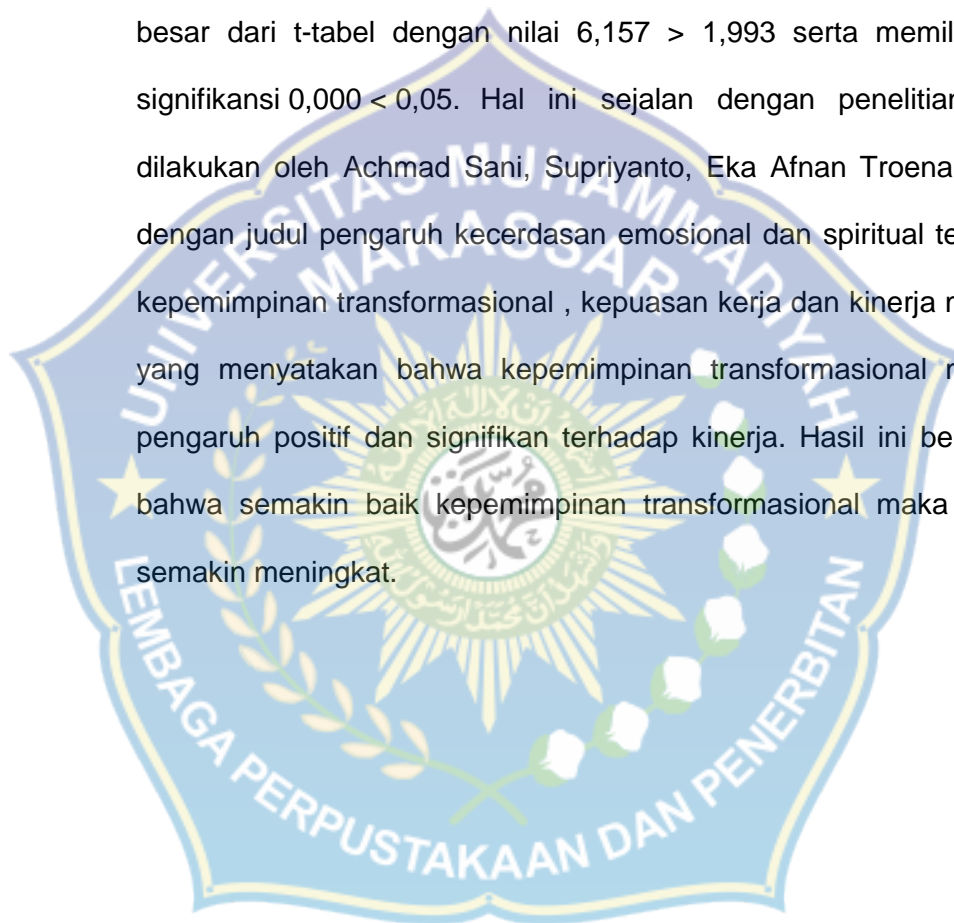 besar dari t-tabel dengan nilai 6,157 > 1,993 serta memil
signifikansi 0,000 < 0,05. Hal ini sejalan dengan penelitian
dilakukan oleh Achmad Sani, Supriyanto, Eka Afnan Troena
dengan judul pengaruh kecerdasan emosional dan spiritual te
kepemimpinan transformasional , kepuasan kerja dan kinerja
yang menyatakan bahwa kepemimpinan transformasional
pengaruh positif dan signifikan terhadap kinerja. Hasil ini be
bahwa semakin baik kepemimpinan transformasional maka
semakin meningkat.
UNIVERSITAS MUHAMMADIYAH
MAKASSAR
LEMBAGA PERPUSTAKAAN DAN PENERBITAN